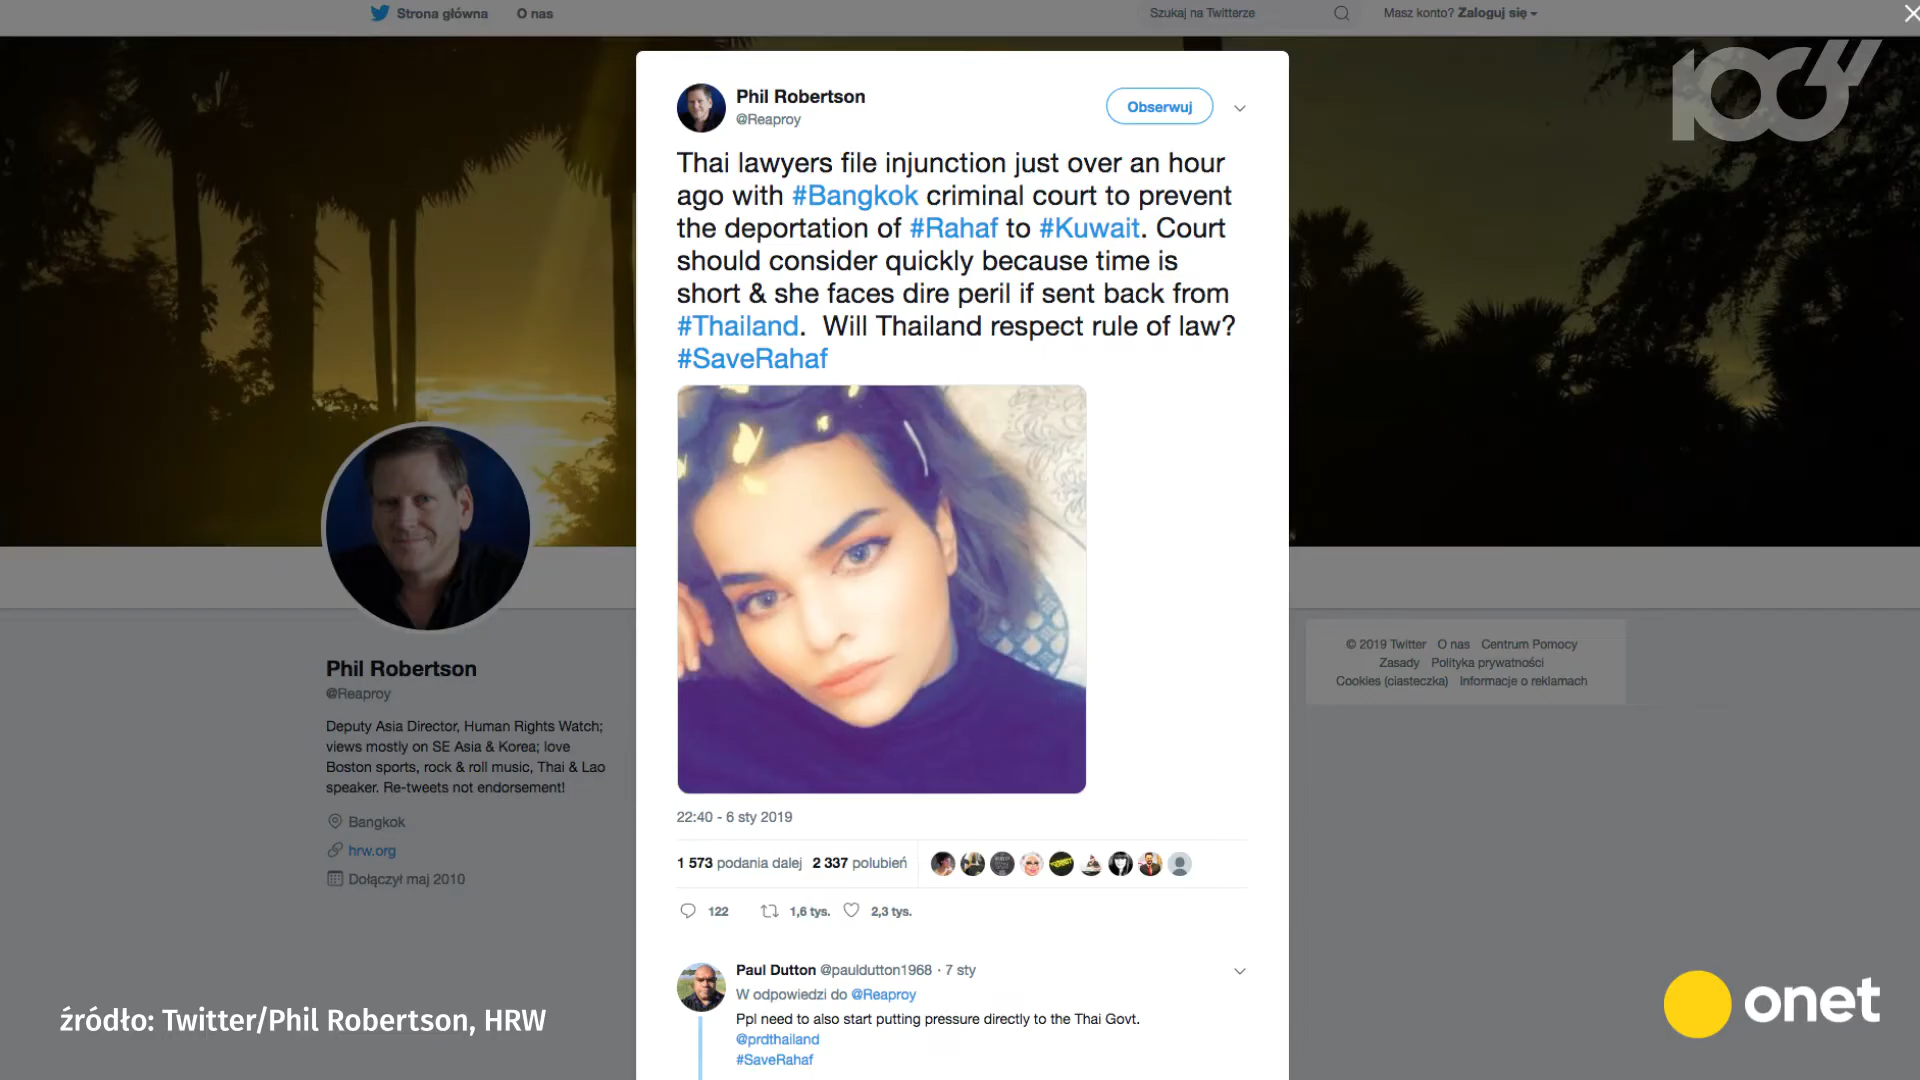 Strona główna
O nas
Szukaj na Twitterze
Masz konto? Zaloguj się
Phil Robertson
@Reaproy
Obserwuj
Thai lawyers file injunction just over an hour
ago with #Bangkok criminal court to prevent
the deportation of #Rahaf to #Kuwait. Court
should consider quickly because time is
short & she faces dire peril if sent back from
#Thailand.  Will Thailand respect rule of law?
#SaveRahaf
22:40 - 6 sty 2019
1 573 podania dalej 2 337 polubień
122 1,6 tys. 2,3 tys.
Paul Dutton @pauldutton1968 · 7 sty
W odpowiedzi do @Reaproy
Ppl need to also start putting pressure directly to the Thai Govt.
@prdthailand
#SaveRahaf
Phil Robertson
@Reaproy
Deputy Asia Director, Human Rights Watch;
views mostly on SE Asia & Korea; love
Boston sports, rock & roll music, Thai & Lao
speaker. Re-tweets not endorsement!
Bangkok
hrw.org
Dołączył maj 2010
© 2019 Twitter O nas Centrum Pomocy
Zasady Polityka prywatności
Cookies (ciasteczka) Informacje o reklamach
źródło: Twitter/Phil Robertson, HRW
onet